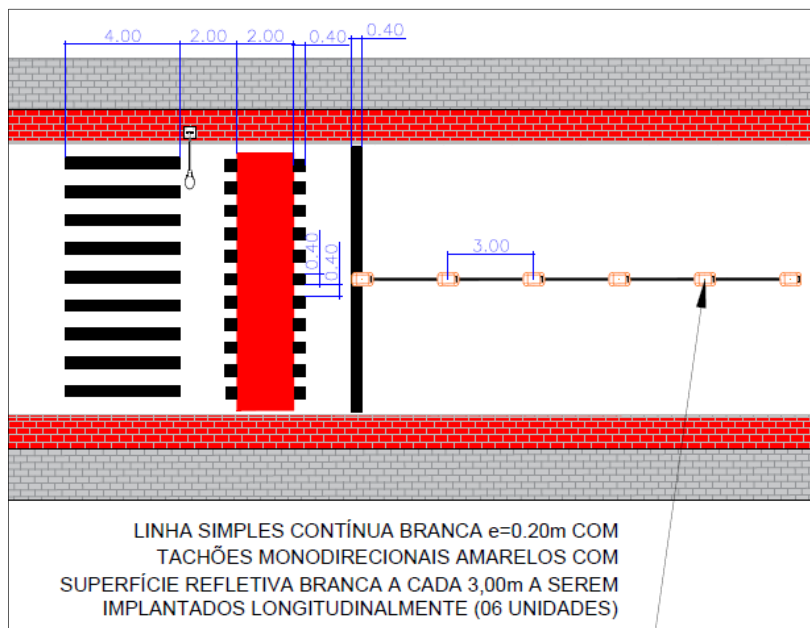 4.00
2.00
2.00
0.40
0.40
0.40
0.40
3.00
LINHA SIMPLES CONTÍNUA BRANCA e=0.20m COM
TACHÕES MONODIRECIONAIS AMARELOS COM
SUPERFÍCIE REFLETIVA BRANCA A CADA 3,00m A SEREM
IMPLANTADOS LONGITUDINALMENTE (06 UNIDADES)